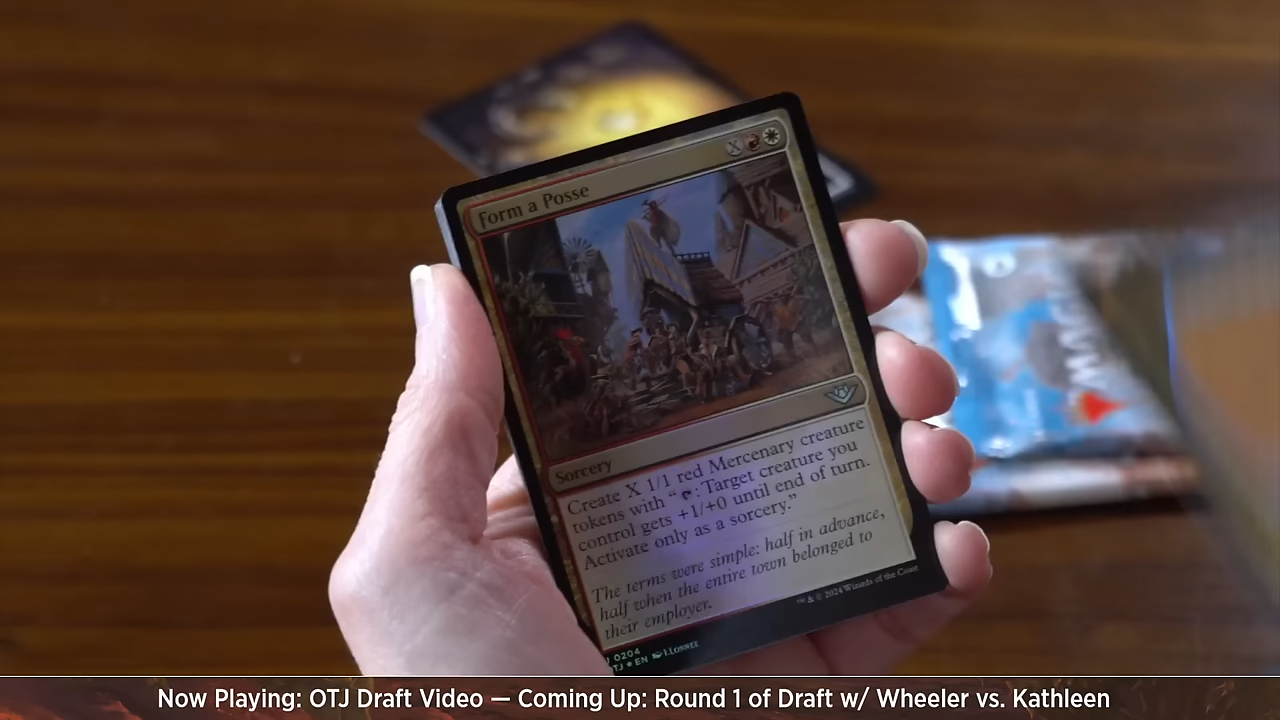 Form a Posse
X
Sorcery
Create X 1/1 red Mercenary creature
tokens with “ : Target creature you
control gets +1/+0 until end of turn.
Activate only as a sorcery.”
The terms were simple: half in advance,
half when the entire town belonged to
their employer.
™ & © 2024 Wizards of the Coast
0204
EN
Now Playing: OTJ Draft Video — Coming Up: Round 1 of Draft w/ Wheeler vs. Kathleen